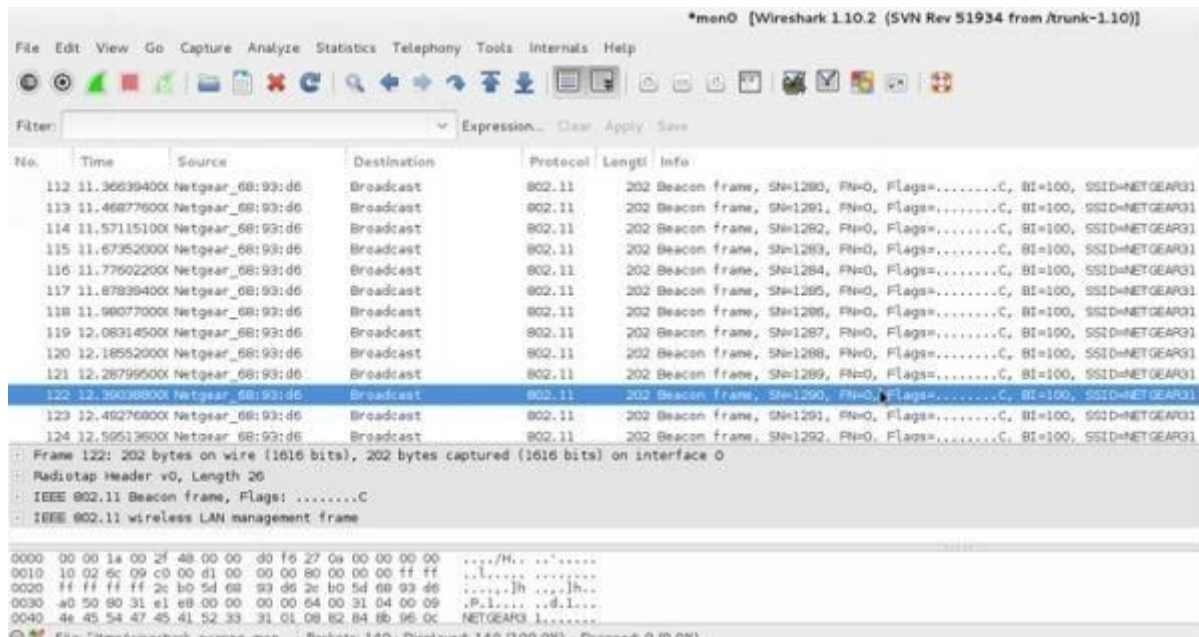 *mon0 [Wireshark 1.10.2 (SVN Rev 51934 from /trunk-1.10)]
File Edit View Go Capture Analyze Statistics Telephony Tools Internals Help
Filter: Expression... Clear Apply Save
No. Time Source Destination Protocol Lengtl Info
112 11.36639400( Netgear_68:93:d6 Broadcast 802.11 202 Beacon frame, SN=1280, FN=0, Flags=........C, BI=100, SSID=NETGEAR31
113 11.46877600( Netgear_68:93:d6 Broadcast 802.11 202 Beacon frame, SN=1281, FN=0, Flags=........C, BI=100, SSID=NETGEAR31
114 11.57115100( Netgear_68:93:d6 Broadcast 802.11 202 Beacon frame, SN=1282, FN=0, Flags=........C, BI=100, SSID=NETGEAR31
115 11.67352000( Netgear_68:93:d6 Broadcast 802.11 202 Beacon frame, SN=1283, FN=0, Flags=........C, BI=100, SSID=NETGEAR31
116 11.77602200( Netgear_68:93:d6 Broadcast 802.11 202 Beacon frame, SN=1284, FN=0, Flags=........C, BI=100, SSID=NETGEAR31
117 11.87839400( Netgear_68:93:d6 Broadcast 802.11 202 Beacon frame, SN=1285, FN=0, Flags=........C, BI=100, SSID=NETGEAR31
118 11.98077000( Netgear_68:93:d6 Broadcast 802.11 202 Beacon frame, SN=1286, FN=0, Flags=........C, BI=100, SSID=NETGEAR31
119 12.08314500( Netgear_68:93:d6 Broadcast 802.11 202 Beacon frame, SN=1287, FN=0, Flags=........C, BI=100, SSID=NETGEAR31
120 12.18552000( Netgear_68:93:d6 Broadcast 802.11 202 Beacon frame, SN=1288, FN=0, Flags=........C, BI=100, SSID=NETGEAR31
121 12.28799500( Netgear_68:93:d6 Broadcast 802.11 202 Beacon frame, SN=1289, FN=0, Flags=........C, BI=100, SSID=NETGEAR31
122 12.39038800( Netgear_68:93:d6 Broadcast 802.11 202 Beacon frame, SN=1290, FN=0, Flags=........C, BI=100, SSID=NETGEAR31
123 12.49276800( Netgear_68:93:d6 Broadcast 802.11 202 Beacon frame, SN=1291, FN=0, Flags=........C, BI=100, SSID=NETGEAR31
124 12.59513600( Netgear_68:93:d6 Broadcast 802.11 202 Beacon frame, SN=1292, FN=0, Flags=........C, BI=100, SSID=NETGEAR31
Frame 122: 202 bytes on wire (1616 bits), 202 bytes captured (1616 bits) on interface 0
Radiotap Header v0, Length 26
IEEE 802.11 Beacon frame, Flags: ........C
IEEE 802.11 wireless LAN management frame
0000 00 00 1a 00 2f 48 00 00 d0 f6 27 0a 00 00 00 00 ..../H.. ..'.....
0010 10 02 6c 09 c0 00 d1 00 00 00 80 00 00 00 ff ff ..l..... ........
0020 ff ff ff ff 2c b0 5d 68 93 d6 2c b0 5d 68 93 d6 ....,.]h ..,.]h..
0030 a0 50 80 31 e1 e8 00 00 00 00 64 00 31 04 00 09 .P.1.... ..d.1...
0040 4e 45 54 47 45 41 52 33 31 01 08 82 84 8b 96 0c NETGEAR3 1.......